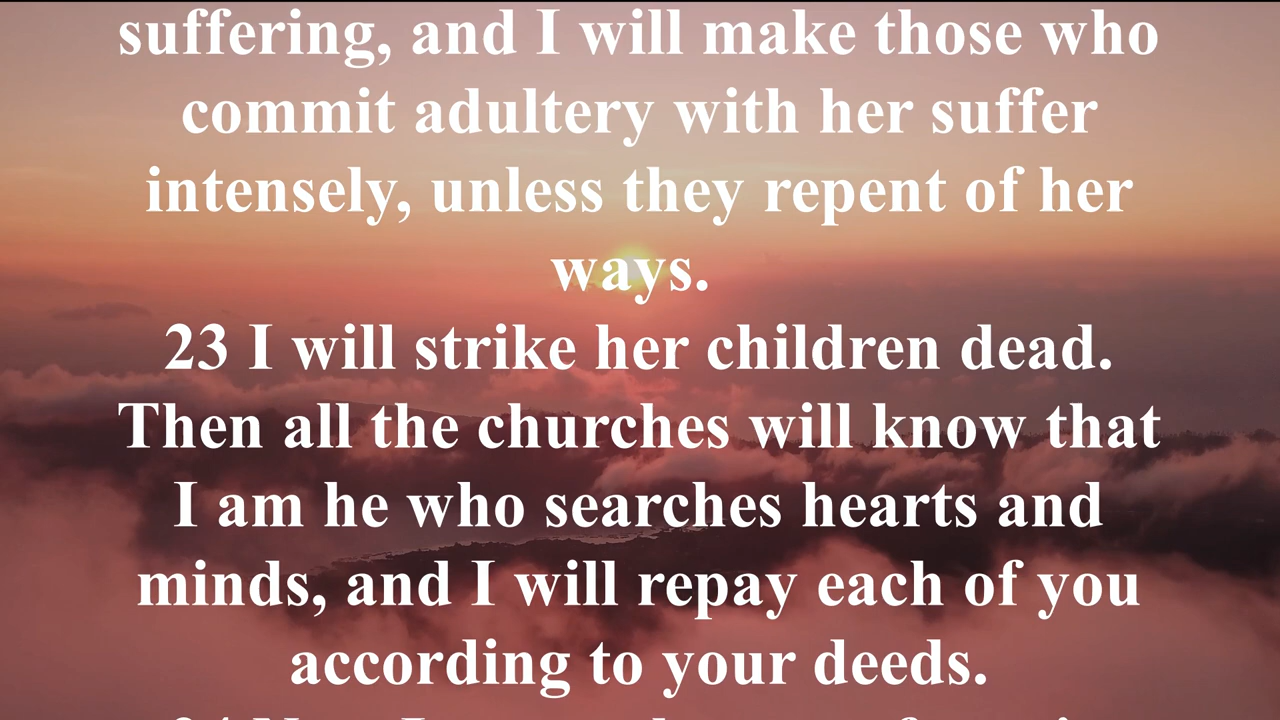 suffering, and I will make those who
commit adultery with her suffer
intensely, unless they repent of her
ways.
23 I will strike her children dead.
Then all the churches will know that
I am he who searches hearts and
minds, and I will repay each of you
according to your deeds.